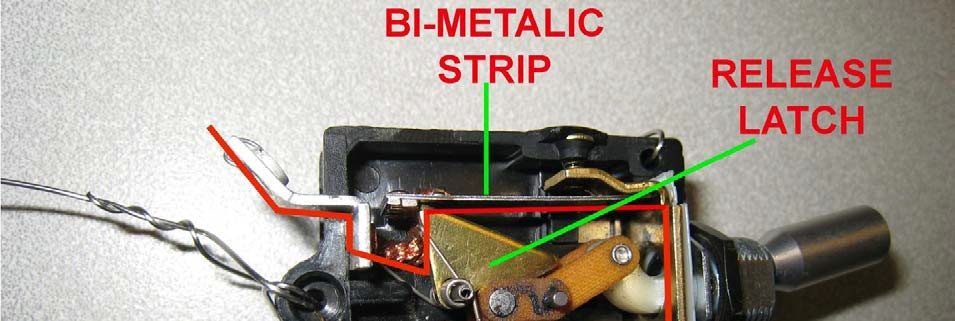 BI-METALIC
STRIP
RELEASE
LATCH